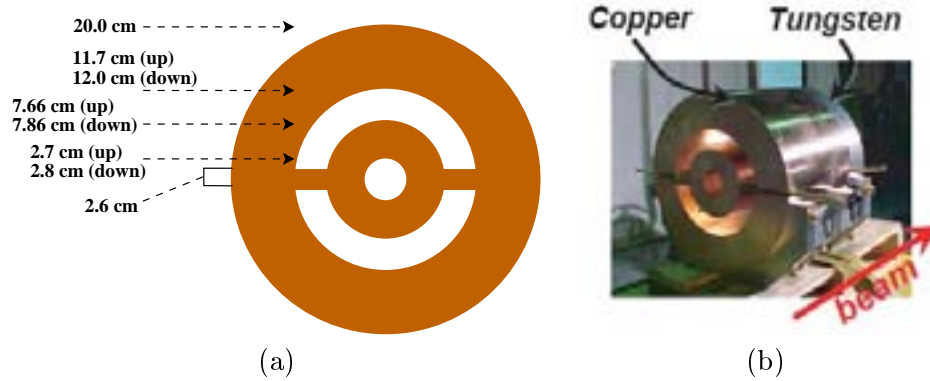 20.0 cm
11.7 cm (up)
12.0 cm (down)
7.66 cm (up)
7.86 cm (down)
2.7 cm (up)
2.8 cm (down)
2.6 cm
(a)
Copper Tungsten
beam
(b)